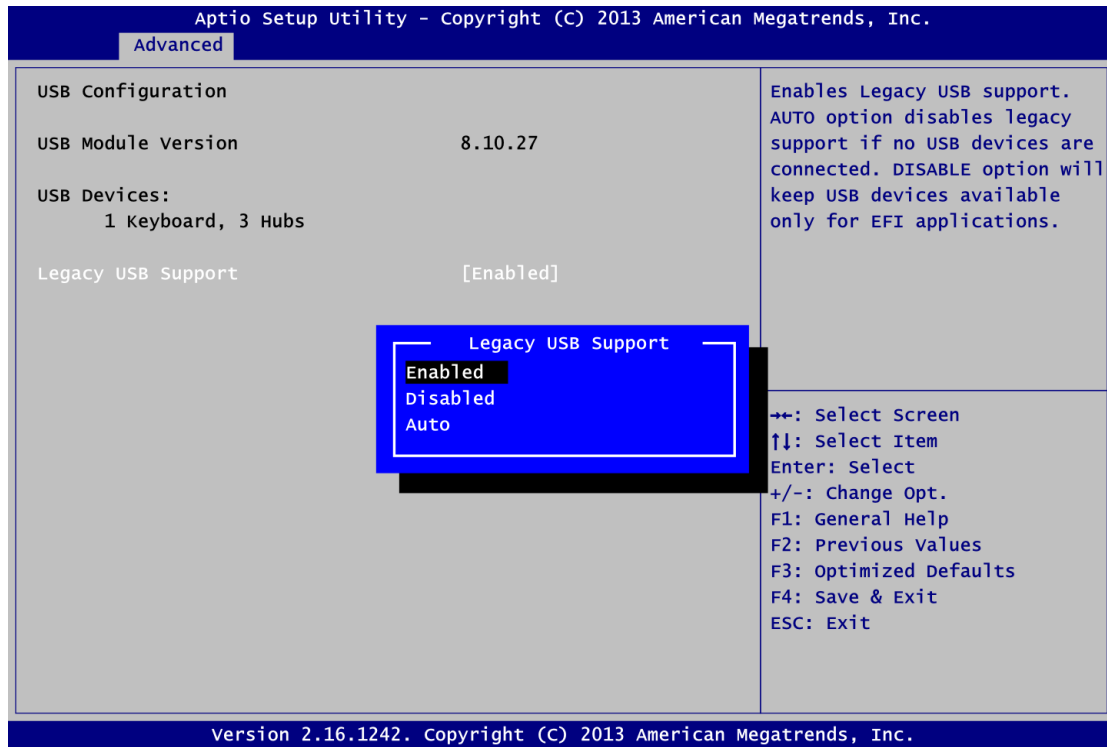 Aptio Setup Utility – Copyright (C) 2013 American Megatrends, Inc.
Advanced
USB Configuration
USB Module Version 8.10.27
USB Devices:
1 Keyboard, 3 Hubs
Legacy USB Support [Enabled]
Legacy USB Support
Enabled
Disabled
Auto
Enables Legacy USB support.
AUTO option disables legacy
support if no USB devices are
connected. DISABLE option will
keep USB devices available
only for EFI applications.
→←: Select Screen
↑↓: Select Item
Enter: Select
+/-: Change Opt.
F1: General Help
F2: Previous Values
F3: Optimized Defaults
F4: Save & Exit
ESC: Exit
Version 2.16.1242. Copyright (C) 2013 American Megatrends, Inc.